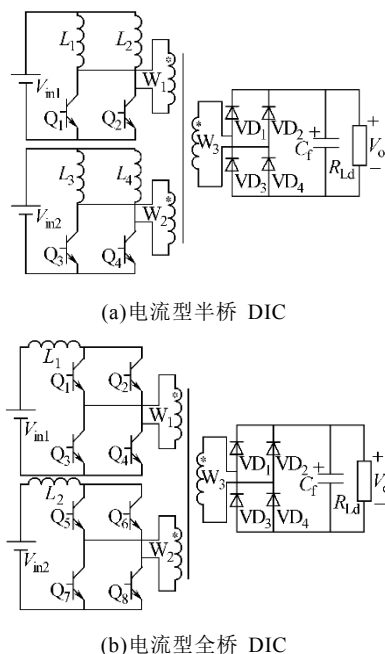 L1 L2
Vin1 W1 *
Q1 Q2
* VD1 VD2 + Vo
W3 Cf RLd −
VD3 VD4
L3 L4
Vin2 W2 *
Q3 Q4
(a)电流型半桥 DIC
L1
Q1 Q2
Vin1 W1 *
Q3 Q4
* VD1 VD2 +
W3 Cf RLd −
VD3 VD4
L2
Q5 Q6
Vin2 W2 *
Q7 Q8
(b)电流型全桥 DIC